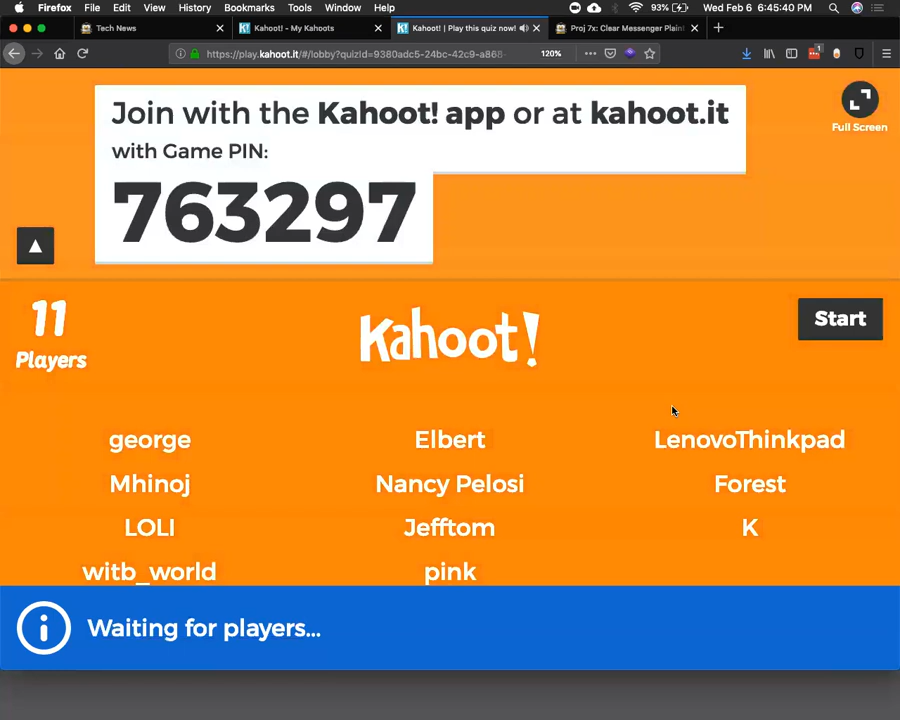 Firefox File Edit View History Bookmarks Tools Window Help 93% Wed Feb 6 6:45:40 PM
Tech News Kahoot! - My Kahoots Kahoot! | Play this quiz now! Proj 7x: Clear Messenger Plaint
https://play.kahoot.it/#/lobby?quizId=9380adc5-24bc-42c9-a868- 120% 1
Join with the Kahoot! app or at kahoot.it
with Game PIN:
763297
Full Screen
11
Players
Kahoot!
Start
george Elbert LenovoThinkpad
Mhinoj Nancy Pelosi Forest
LOLI Jefftom K
witb_world pink
Waiting for players...